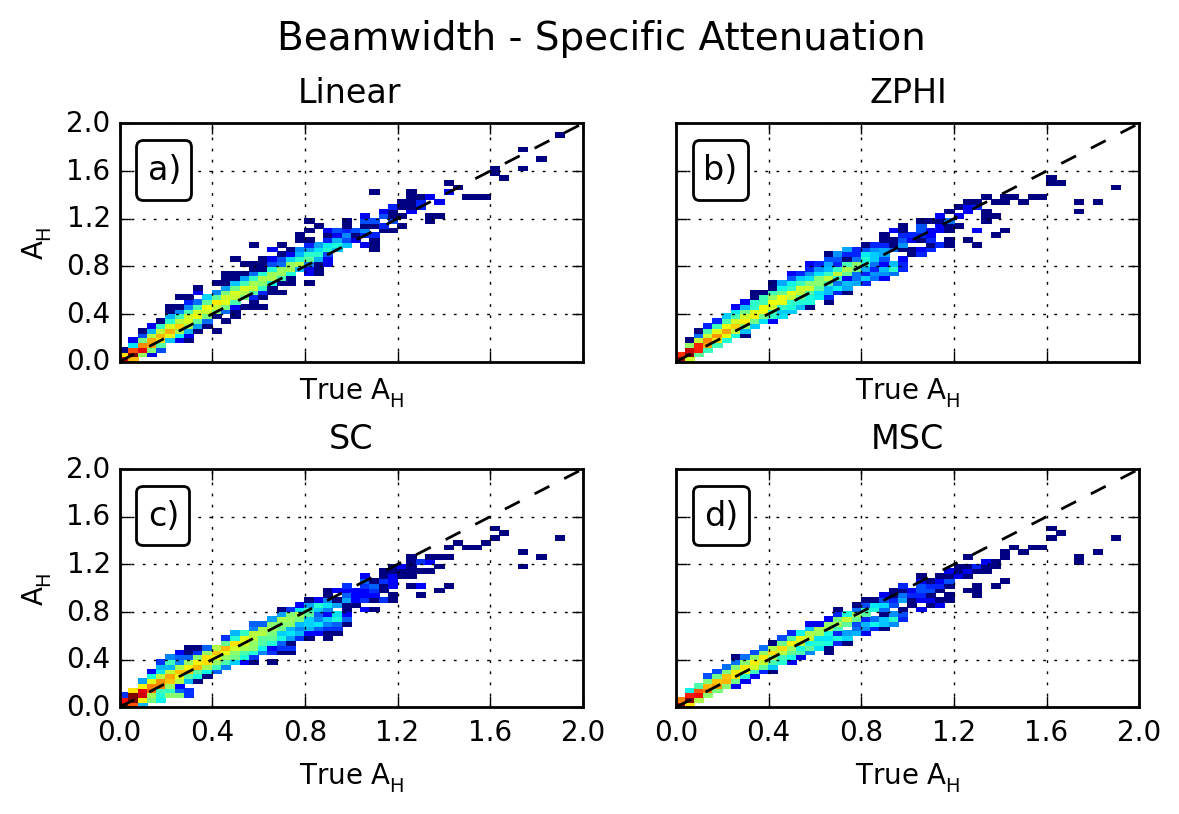 Beamwidth - Specific Attenuation
Linear
ZPHI
2.0
1.6
1.2
0.8
0.4
0.0
A_H
a)
b)
True A_H
True A_H
SC
MSC
2.0
1.6
1.2
0.8
0.4
0.0
A_H
c)
d)
0.0 0.4 0.8 1.2 1.6 2.0
0.0 0.4 0.8 1.2 1.6 2.0
True A_H
True A_H